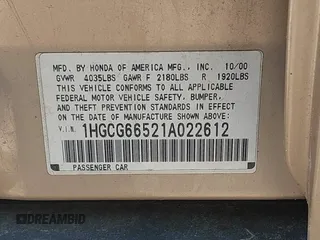 MFD. BY HONDA OF AMERICA MFG., INC. 10/00
GVWR 4035LBS GAWR F 2180LBS R 1920LBS
THIS VEHICLE CONFORMS TO ALL APPLICABLE
FEDERAL MOTOR VEHICLE SAFETY, BUMPER,
AND THEFT PREVENTION STANDARDS IN EFFECT
ON THE DATE OF MANUFACTURE SHOWN ABOVE.
V.I.N. 1HGCG66521A022612
PASSENGER CAR
DREAMBID